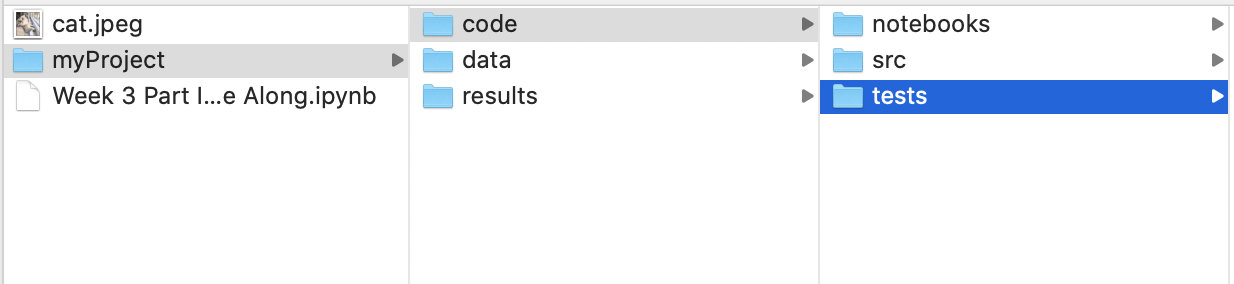 cat.jpeg
myProject
Week 3 Part I...e Along.ipynb
code
data
results
notebooks
src
tests